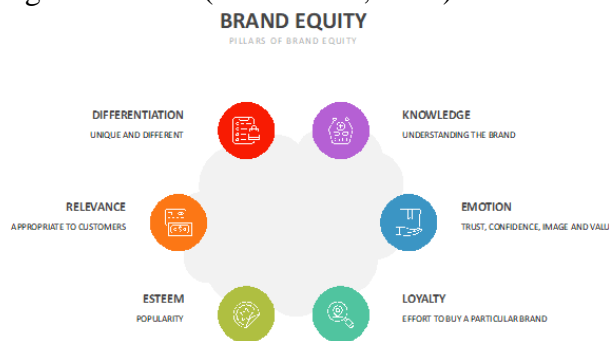 BRAND EQUITY
PILLARS OF BRAND EQUITY
DIFFERENTIATION
UNIQUE AND DIFFERENT
KNOWLEDGE
UNDERSTANDING THE BRAND
RELEVANCE
APPROPRIATE TO CUSTOMERS
EMOTION
TRUST, CONFIDENCE, IMAGE AND VALU
ESTEEM
POPULARITY
LOYALTY
EFFORT TO BUY A PARTICULAR BRAND